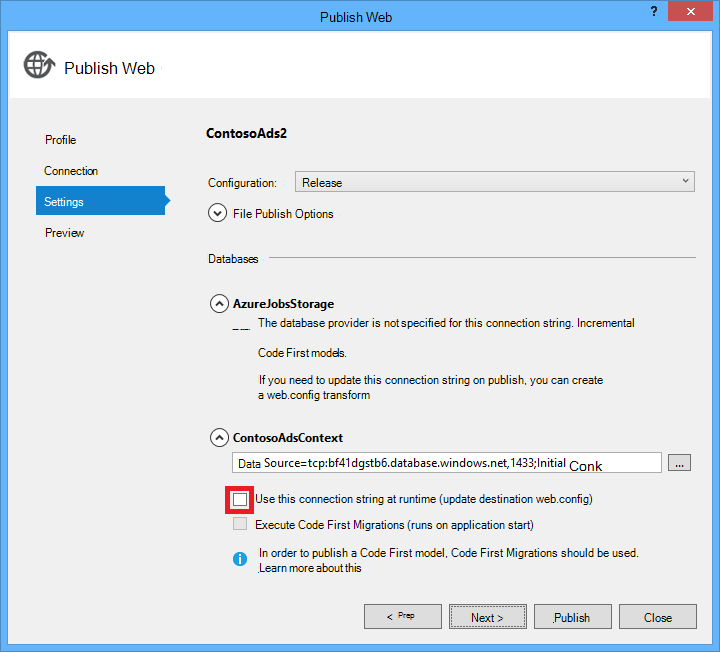 Publish Web
?
Publish Web
Profile
Connection
Settings
Preview
ContosoAds2
Configuration:
Release
File Publish Options
Databases
AzureJobsStorage
The database provider is not specified for this connection string. Incremental
Code First models.
If you need to update this connection string on publish, you can create
a web.config transform
ContosoAdsContext
Data Source=tcp:bf41dgstb6.database.windows.net,1433;Initial Conk
...
Use this connection string at runtime (update destination web.config)
Execute Code First Migrations (runs on application start)
In order to publish a Code First model, Code First Migrations should be used.
Learn more about this
< Prep
Next >
Publish
Close